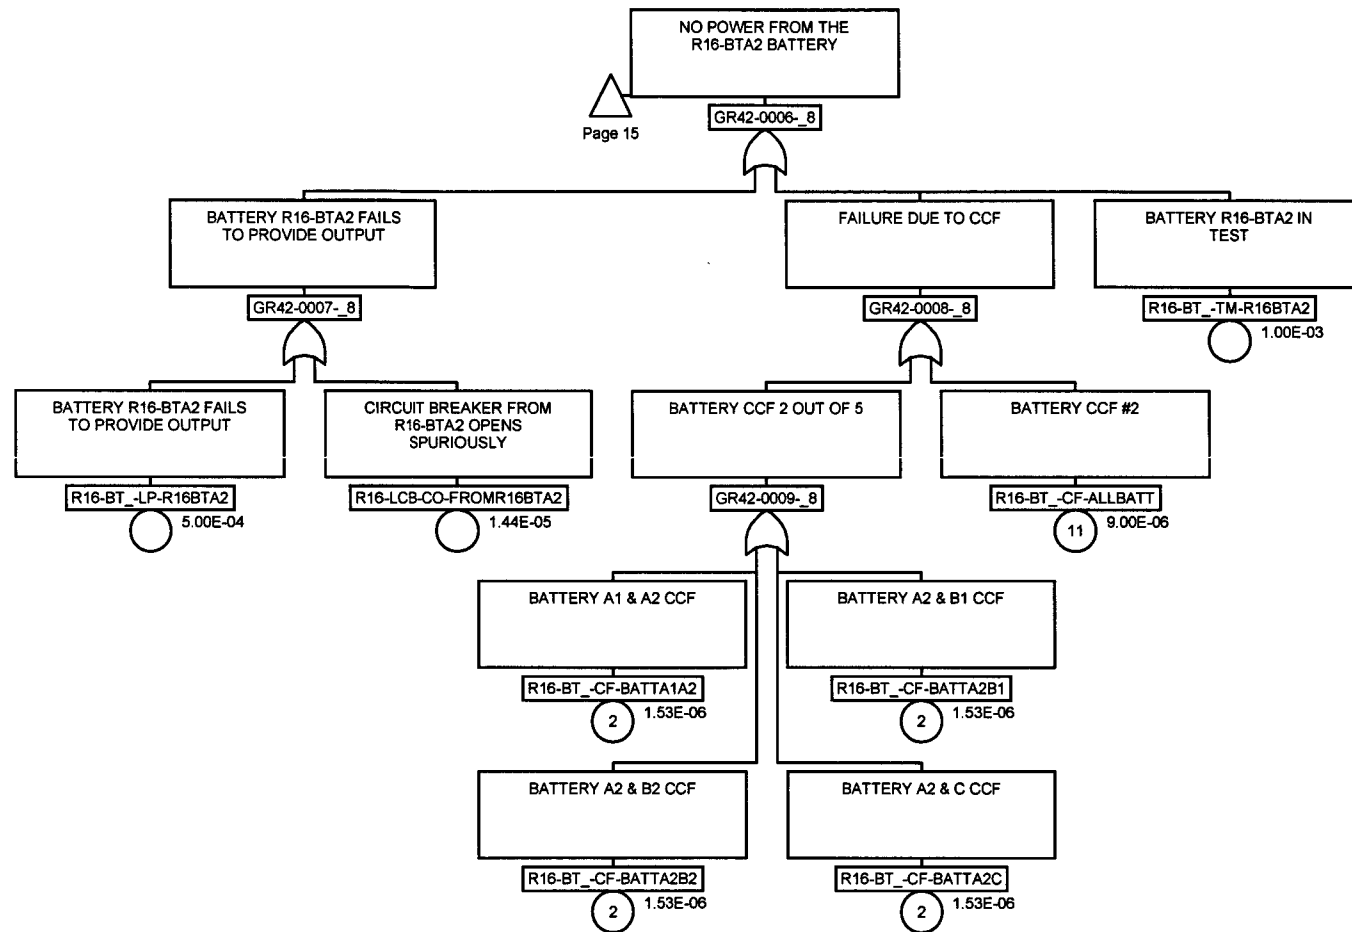 NO POWER FROM THE
R16-BTA2 BATTERY
Page 15
GR42-0006-_8
BATTERY R16-BTA2 FAILS
TO PROVIDE OUTPUT
GR42-0007-_8
FAILURE DUE TO CCF
GR42-0008-_8
BATTERY R16-BTA2 IN
TEST
R16-BT_-TM-R16BTA2
1.00E-03
BATTERY R16-BTA2 FAILS
TO PROVIDE OUTPUT
R16-BT_-LP-R16BTA2
5.00E-04
CIRCUIT BREAKER FROM
R16-BTA2 OPENS
SPURIOUSLY
R16-LCB-CO-FROMR16BTA2
1.44E-05
BATTERY CCF 2 OUT OF 5
GR42-0009-_8
BATTERY CCF #2
R16-BT_-CF-ALLBATT
11
9.00E-06
BATTERY A1 & A2 CCF
R16-BT_-CF-BATTA1A2
2
1.53E-06
BATTERY A2 & B1 CCF
R16-BT_-CF-BATTA2B1
2
1.53E-06
BATTERY A2 & B2 CCF
R16-BT_-CF-BATTA2B2
2
1.53E-06
BATTERY A2 & C CCF
R16-BT_-CF-BATTA2C
2
1.53E-06